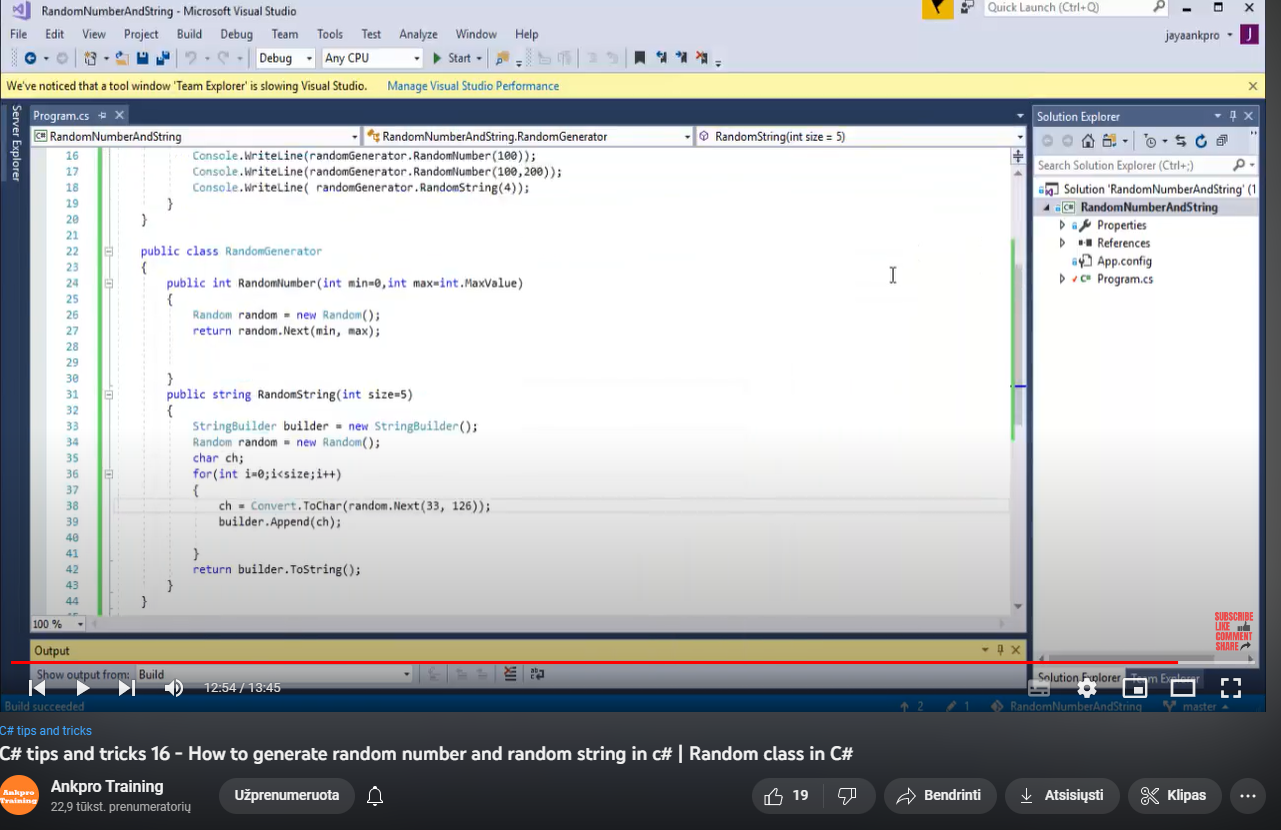 RandomNumberAndString - Microsoft Visual Studio
Quick Launch (Ctrl+Q)
File Edit View Project Build Debug Team Tools Test Analyze Window Help
jayaankpro J
Debug Any CPU Start
We've noticed that a tool window 'Team Explorer' is slowing Visual Studio. Manage Visual Studio Performance
Server Explorer
Program.cs
RandomNumberAndString RandomNumberAndString.RandomGenerator RandomString(int size = 5)
16 Console.WriteLine(randomGenerator.RandomNumber(100));
17 Console.WriteLine(randomGenerator.RandomNumber(100,200));
18 Console.WriteLine( randomGenerator.RandomString(4));
19 }
20 }
21
22 public class RandomGenerator
23 {
24 public int RandomNumber(int min=0,int max=int.MaxValue)
25 {
26 Random random = new Random();
27 return random.Next(min, max);
28
29
30 }
31 public string RandomString(int size=5)
32 {
33 StringBuilder builder = new StringBuilder();
34 Random random = new Random();
35 char ch;
36 for(int i=0;i<size;i++)
37 {
38 ch = Convert.ToChar(random.Next(33, 126));
39 builder.Append(ch);
40
41 }
42 return builder.ToString();
43 }
44 }
100 %
Solution Explorer
Search Solution Explorer (Ctrl+;)
Solution 'RandomNumberAndString' (1
C# RandomNumberAndString
Properties
References
App.config
C# Program.cs
SUBSCRIBE
LIKE
COMMENT
SHARE
Output
Show output from: Build
Solution Explorer Team Explorer
12:54 / 13:45
Build succeeded
2 1 RandomNumberAndString master
C# tips and tricks
C# tips and tricks 16 - How to generate random number and random string in c# | Random class in C#
Ankpro Training
Ankpro Training
22,9 tūkst. prenumeratorių
Užprenumeruota
19
Bendrinti
Atsisiųsti
Klipas